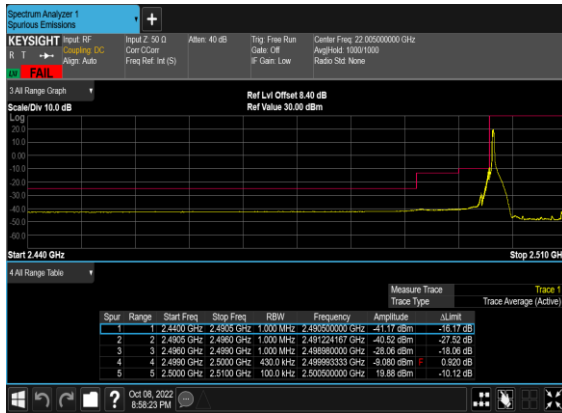 Spectrum Analyzer 1
Spurious Emissions
KEYSIGHT Input: RF Input Z: 50 Ω Atten: 40 dB Trig: Free Run Center Freq: 22.005000000 GHz
R T Coupling: DC Corr CCorr Gate: Off Avg|Hold: 1000/1000
Align: Auto Freq Ref: Int (S) IF Gain: Low Radio Std: None
FAIL
3 All Range Graph
Ref Lvl Offset 8.40 dB
Scale/Div 10.0 dB Ref Value 30.00 dBm
Log
20.0
10.0
0.00
-10.0
-20.0
-30.0
-40.0
-50.0
-60.0
Start 2.440 GHz Stop 2.510 GH
4 All Range Table
Measure Trace Trace 1
Trace Type Trace Average (Active)
Spur Range Start Freq Stop Freq RBW Frequency Amplitude ΔLimit
1 1 2.4400 GHz 2.4905 GHz 1.000 MHz 2.490500000 GHz -41.17 dBm -16.17 dB
2 2 2.4905 GHz 2.4960 GHz 1.000 MHz 2.491224167 GHz -40.52 dBm -27.52 dB
3 3 2.4960 GHz 2.4990 GHz 1.000 MHz 2.498980000 GHz -28.06 dBm -18.06 dB
4 4 2.4990 GHz 2.5000 GHz 430.0 kHz 2.499993333 GHz -9.080 dBm F 0.920 dB
5 5 2.5000 GHz 2.5100 GHz 100.0 kHz 2.500500000 GHz 19.88 dBm -10.12 dB
Oct 08, 2022
8:58:23 PM